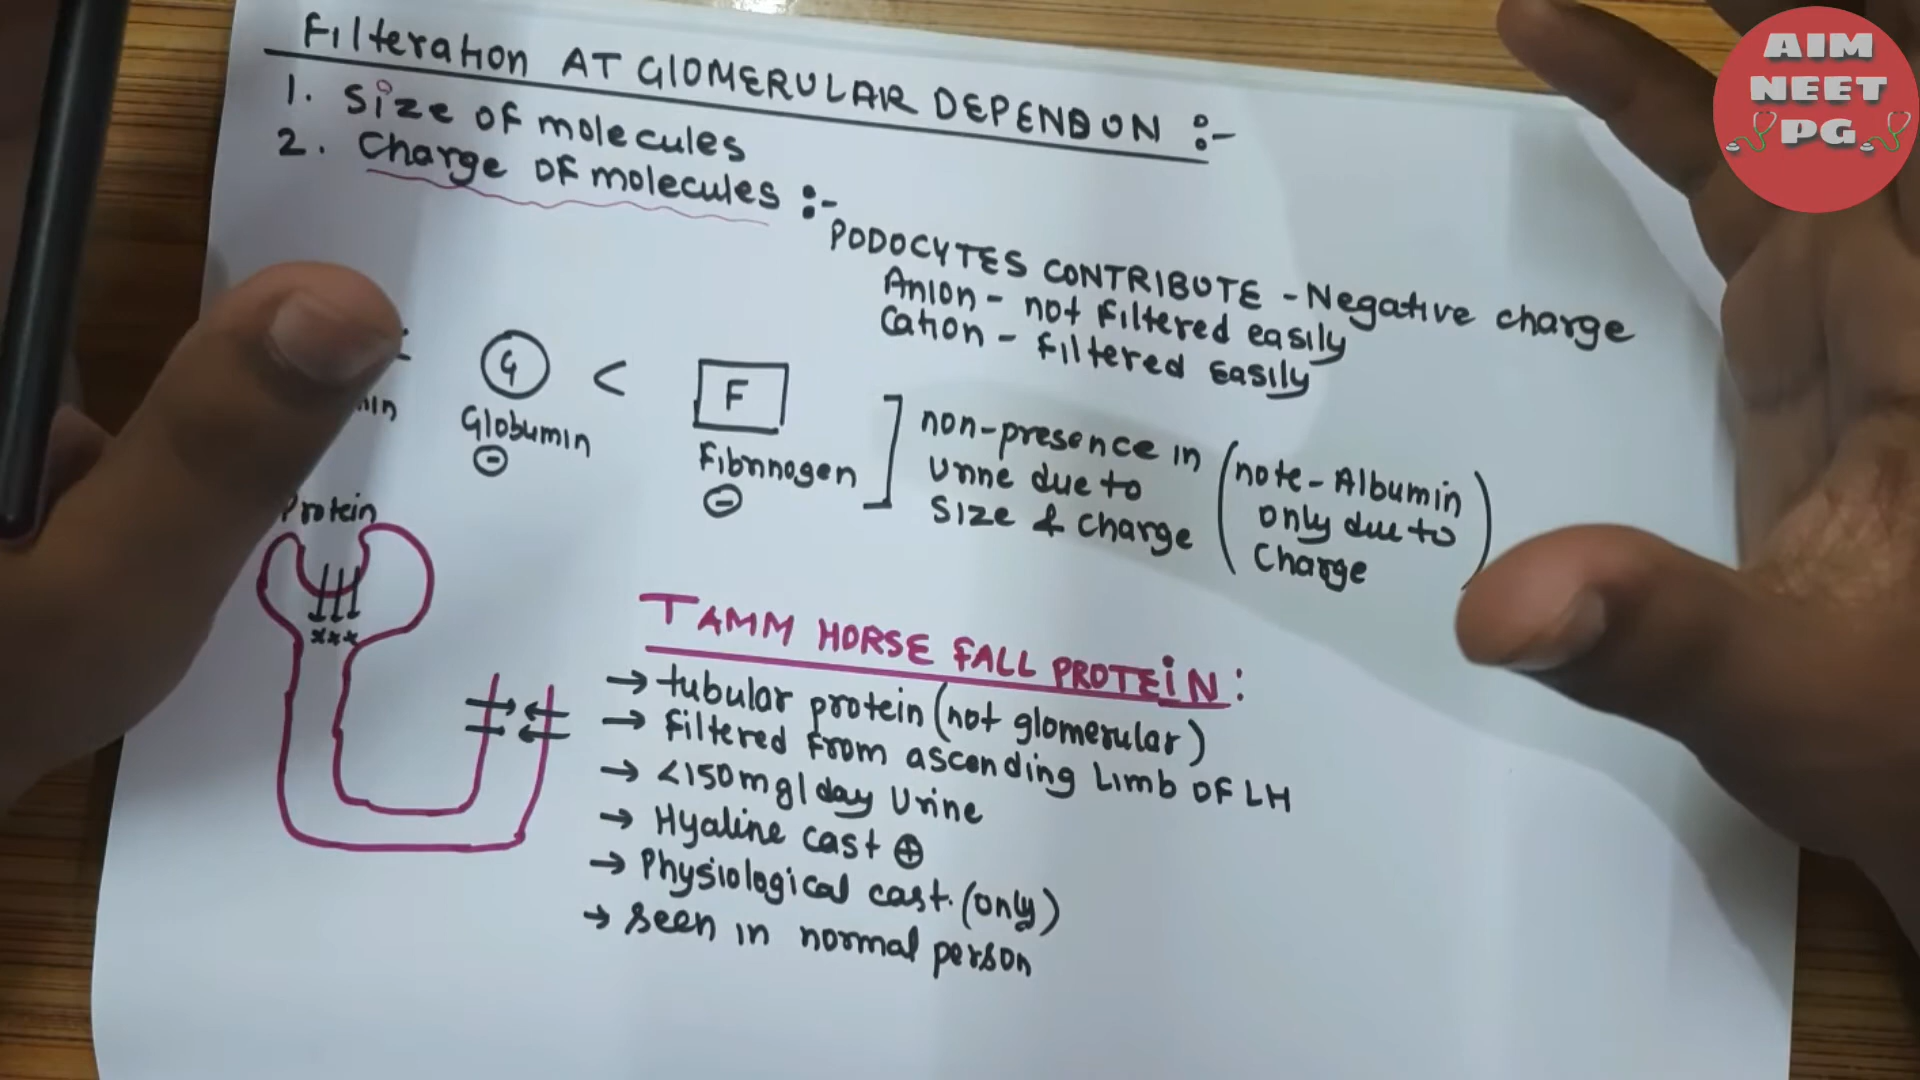 Filteration AT GLOMERULAR DEPENDON :-
1. Size of molecules
2. Charge of molecules :-
PODOCYTES CONTRIBUTE - Negative charge
Anion - not filtered easily
Cation - filtered Easily
G < F
Globumin
Fibrinogen
non-presence in
Urine due to
Size & charge
(note - Albumin
only due to
Charge)
Protein
TAMM HORSE FALL PROTEIN:
→ tubular protein (not glomerular)
→ filtered from ascending Limb OF LH
→ <150mg/day Urine
→ Hyaline cast ⊕
→ Physiological cast. (only)
→ seen in normal person
AIM
NEET
PG